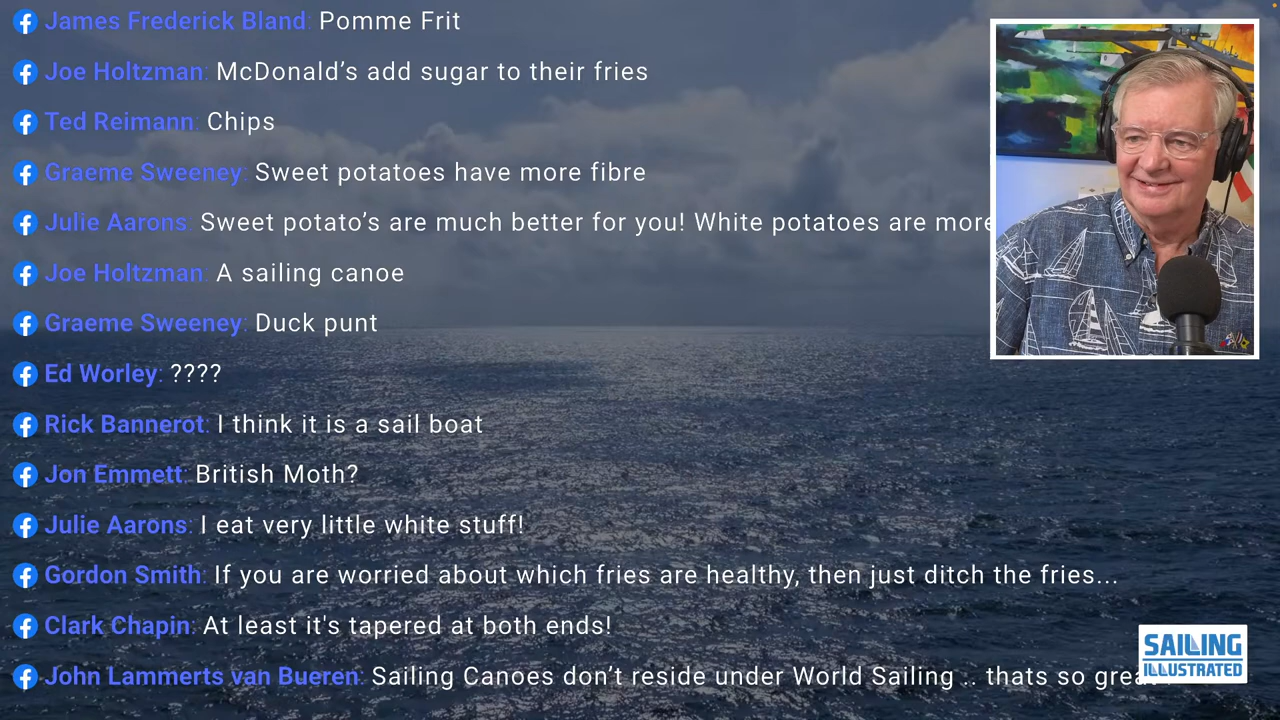 James Frederick Bland: Pomme Frit
Joe Holtzman: McDonald’s add sugar to their fries
Ted Reimann: Chips
Graeme Sweeney: Sweet potatoes have more fibre
Julie Aarons: Sweet potato’s are much better for you! White potatoes are more
Joe Holtzman: A sailing canoe
Graeme Sweeney: Duck punt
Ed Worley: ????
Rick Bannerot: I think it is a sail boat
Jon Emmett: British Moth?
Julie Aarons: I eat very little white stuff!
Gordon Smith: If you are worried about which fries are healthy, then just ditch the fries...
Clark Chapin: At least it's tapered at both ends!
John Lammerts van Bueren: Sailing Canoes don’t reside under World Sailing .. thats so great
SAILING
ILLUSTRATED